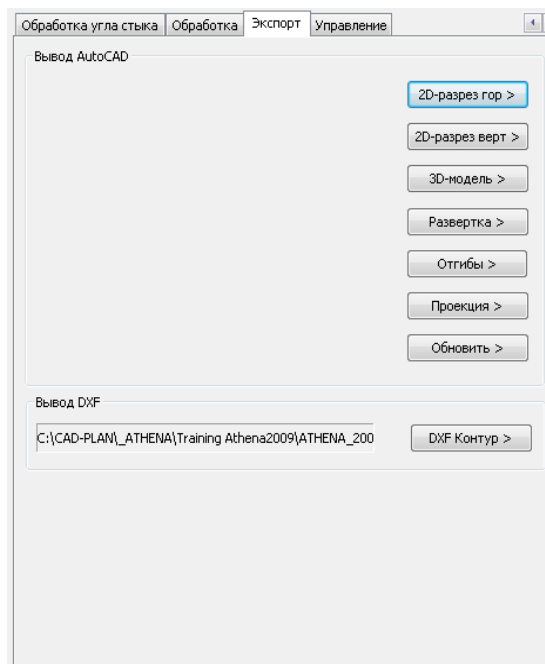 Обработка угла стыка Обработка Экспорт Управление
Вывод AutoCAD
2D-разрез гор >
2D-разрез верт >
3D-модель >
Развертка >
Отгибы >
Проекция >
Обновить >
Вывод DXF
C:\CAD-PLAN\_ATHENA\Training Athena2009\ATHENA_200 DXF Контур >